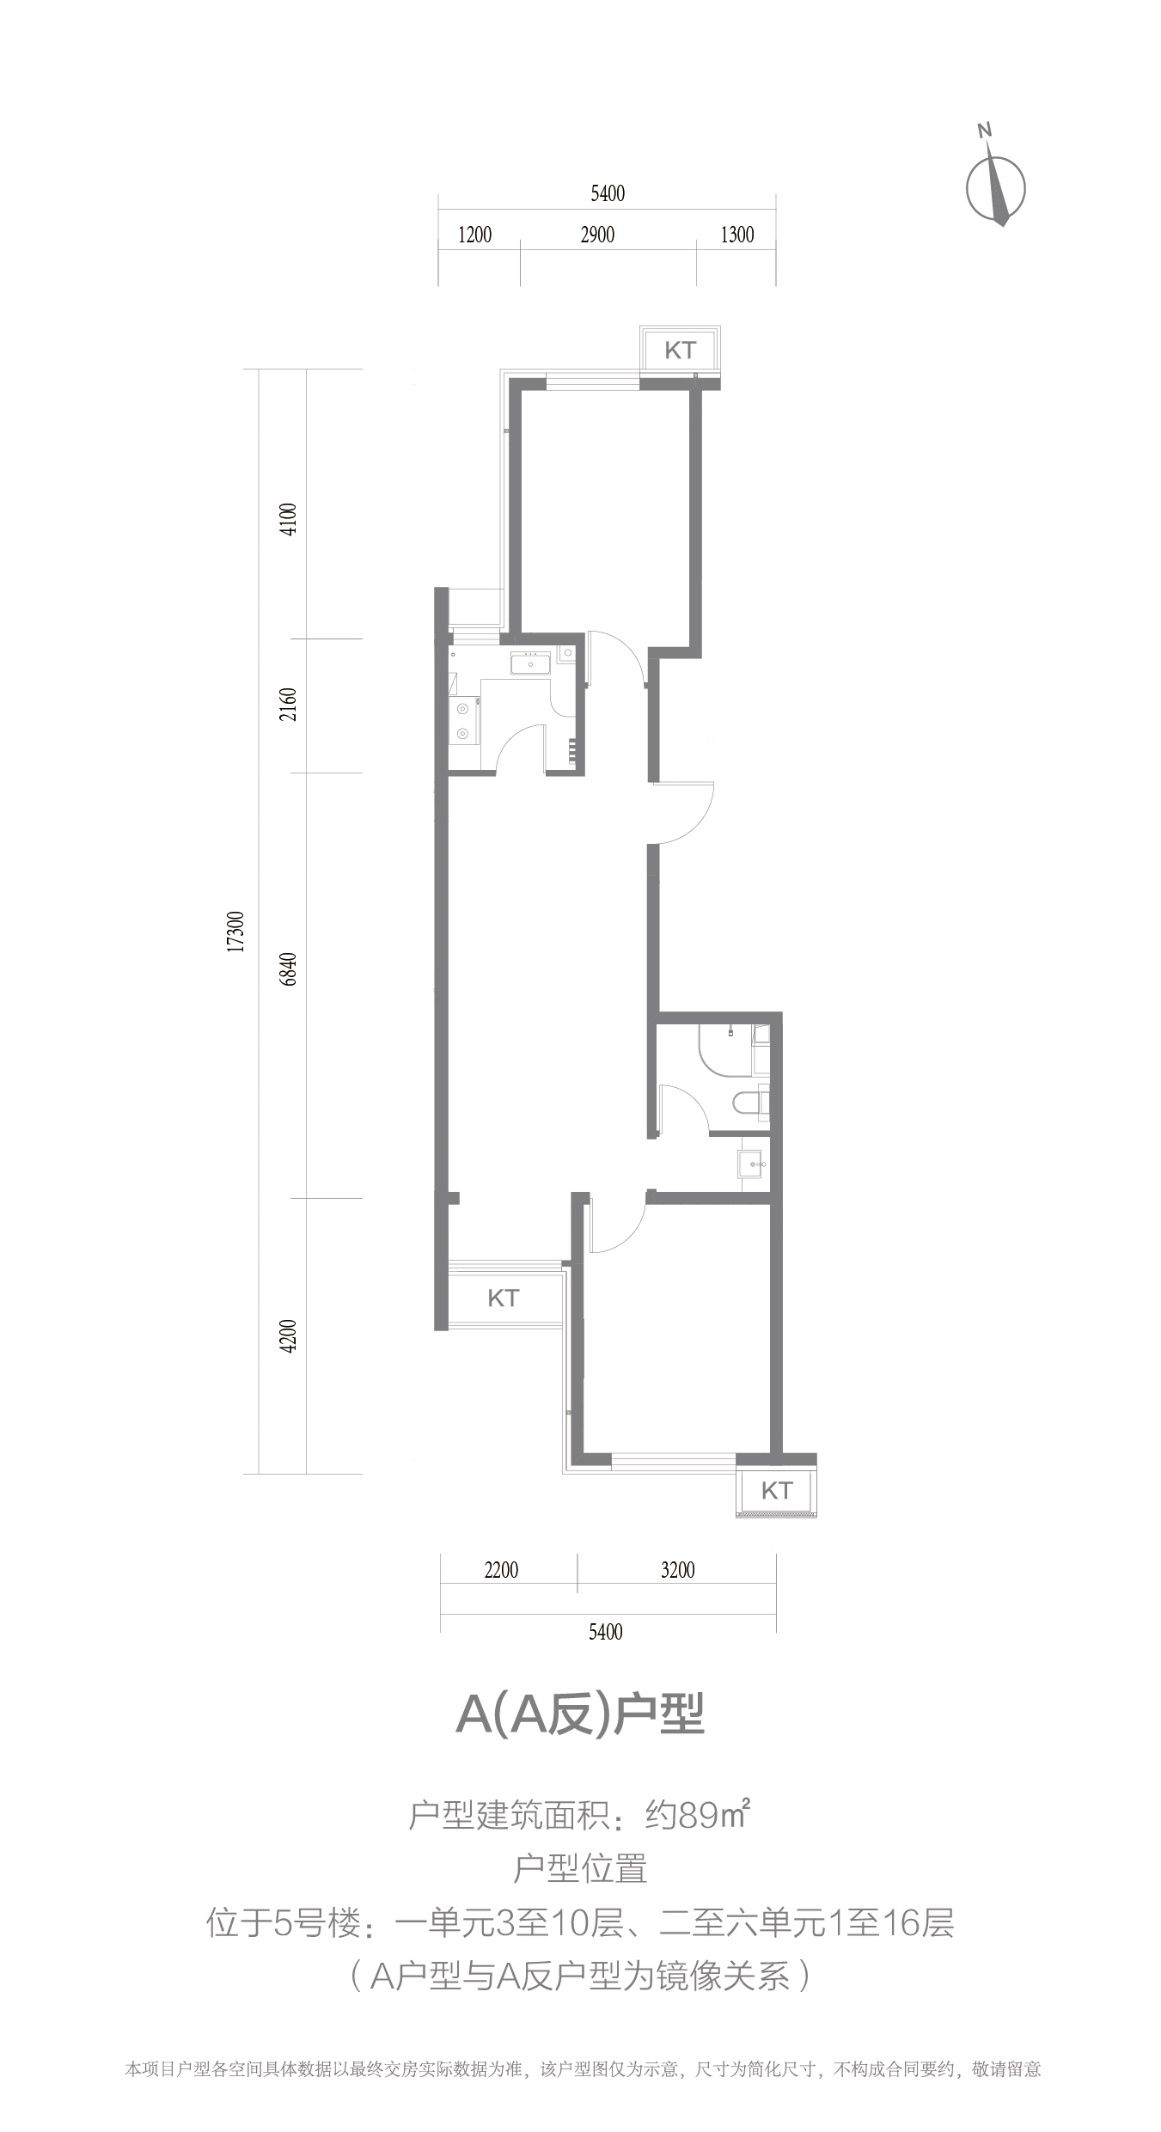 N
5400
1200 2900 1300
KT
4100
2160
17300
6840
4200
KT
KT
2200 3200
5400
A(A反)户型
户型建筑面积：约89㎡
户型位置
位于5号楼：一单元3至10层、二至六单元1至16层
（A户型与A反户型为镜像关系）
本项目户型各空间具体数据以最终交房实际数据为准，该户型图仅为示意，尺寸为简化尺寸，不构成合同要约，敬请留意